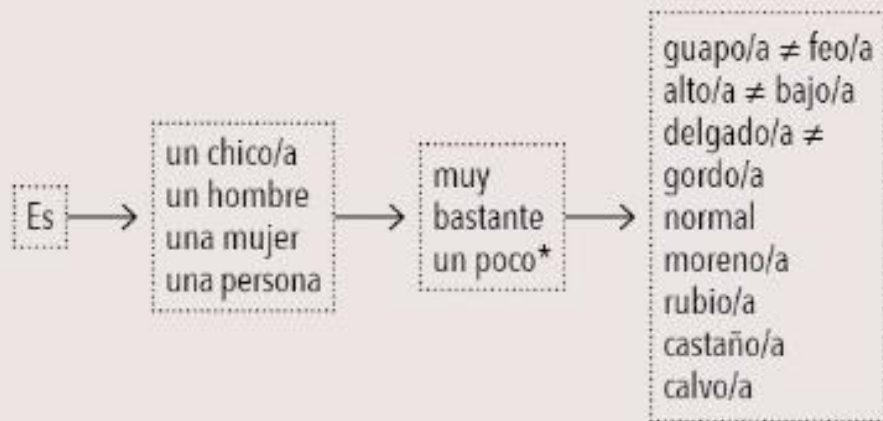 Es
un chico/a
un hombre
una mujer
una persona
muy
bastante
un poco*
guapo/a ≠ feo/a
alto/a ≠ bajo/a
delgado/a ≠
gordo/a
normal
moreno/a
rubio/a
castaño/a
calvo/a